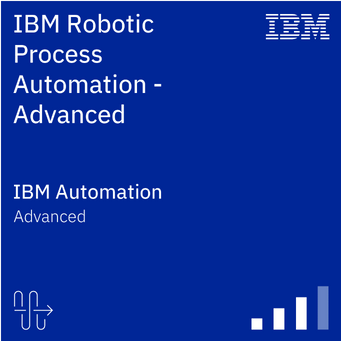 IBM Robotic
IBM
Process
Automation -
Advanced
IBM Automation
Advanced